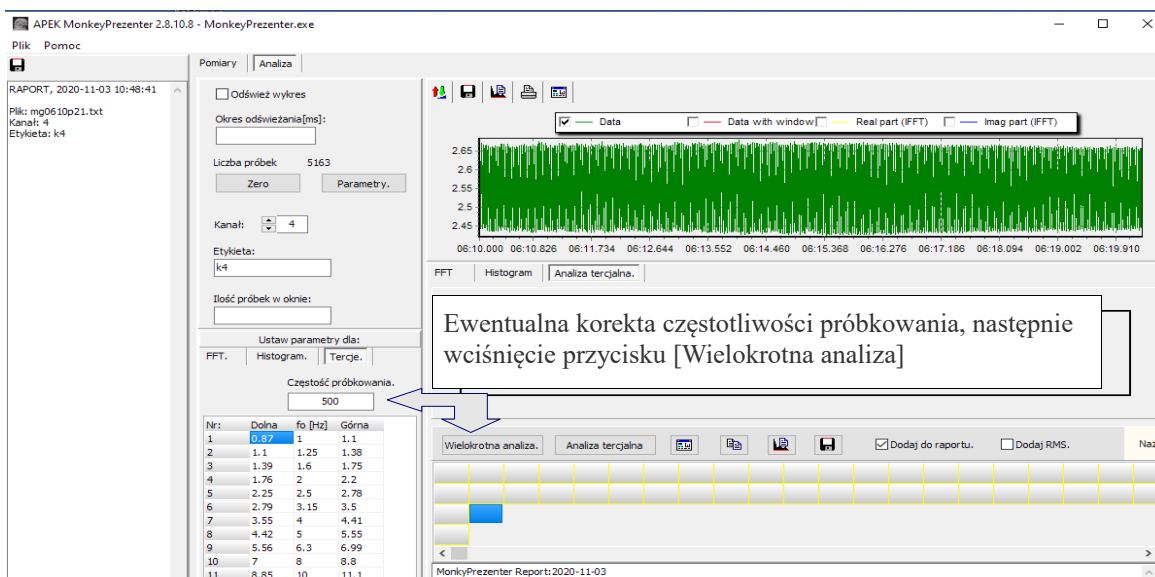 APEK MonkeyPrezenter 2.8.10.8 - MonkeyPrezenter.exe
Plik Pomoc
RAPORT, 2020-11-03 10:48:41
Plik: mg0610p21.txt
Kanał: 4
Etykieta: k4
Pomiary Analiza
Odśwież wykres
Okres odświeżania[ms]:
Liczba próbek 5163
Zero Parametry.
Kanał: 4
Etykieta:
k4
Ilość próbek w oknie:
Ustaw parametry dla:
FFT. Histogram. Tercje.
Częstość próbkowania.
500
Nr: Dolna fo [Hz] Górna
1 0.87 1 1.1
2 1.1 1.25 1.38
3 1.39 1.6 1.75
4 1.76 2 2.2
5 2.25 2.5 2.78
6 2.79 3.15 3.5
7 3.55 4 4.41
8 4.42 5 5.55
9 5.56 6.3 6.99
10 7 8 8.8
11 8.85 10 11.1
Data Data with window Real part (IFFT) Imag part (IFFT)
2.65
2.6
2.55
2.5
2.45
06:10.000 06:10.826 06:11.734 06:12.644 06:13.552 06:14.460 06:15.368 06:16.276 06:17.186 06:18.094 06:19.002 06:19.910
FFT Histogram Analiza tercjalna.
Ewentualna korekta częstotliwości próbkowania, następnie
wciśnięcie przycisku [Wielokrotna analiza]
Wielokrotna analiza. Analiza tercjalna Dodaj do raportu. Dodaj RMS. Naz
MonkyPrezenter Report:2020-11-03